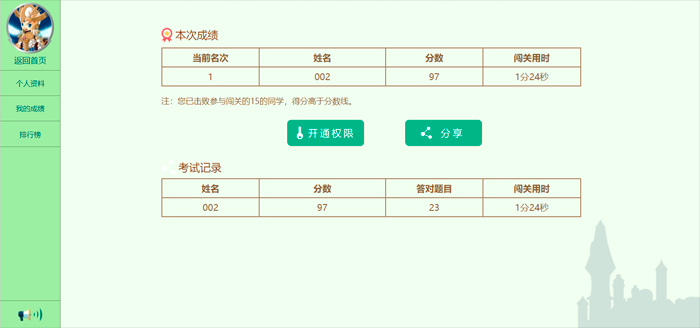 返回首页
个人资料
我的成绩
排行榜
本次成绩
当前名次 姓名 分数 闯关用时
1 002 97 1分24秒
注：您已击败参与闯关的15的同学，得分高于分数线。
开通权限 分享
考试记录
姓名 分数 答对题目 闯关用时
002 97 23 1分24秒